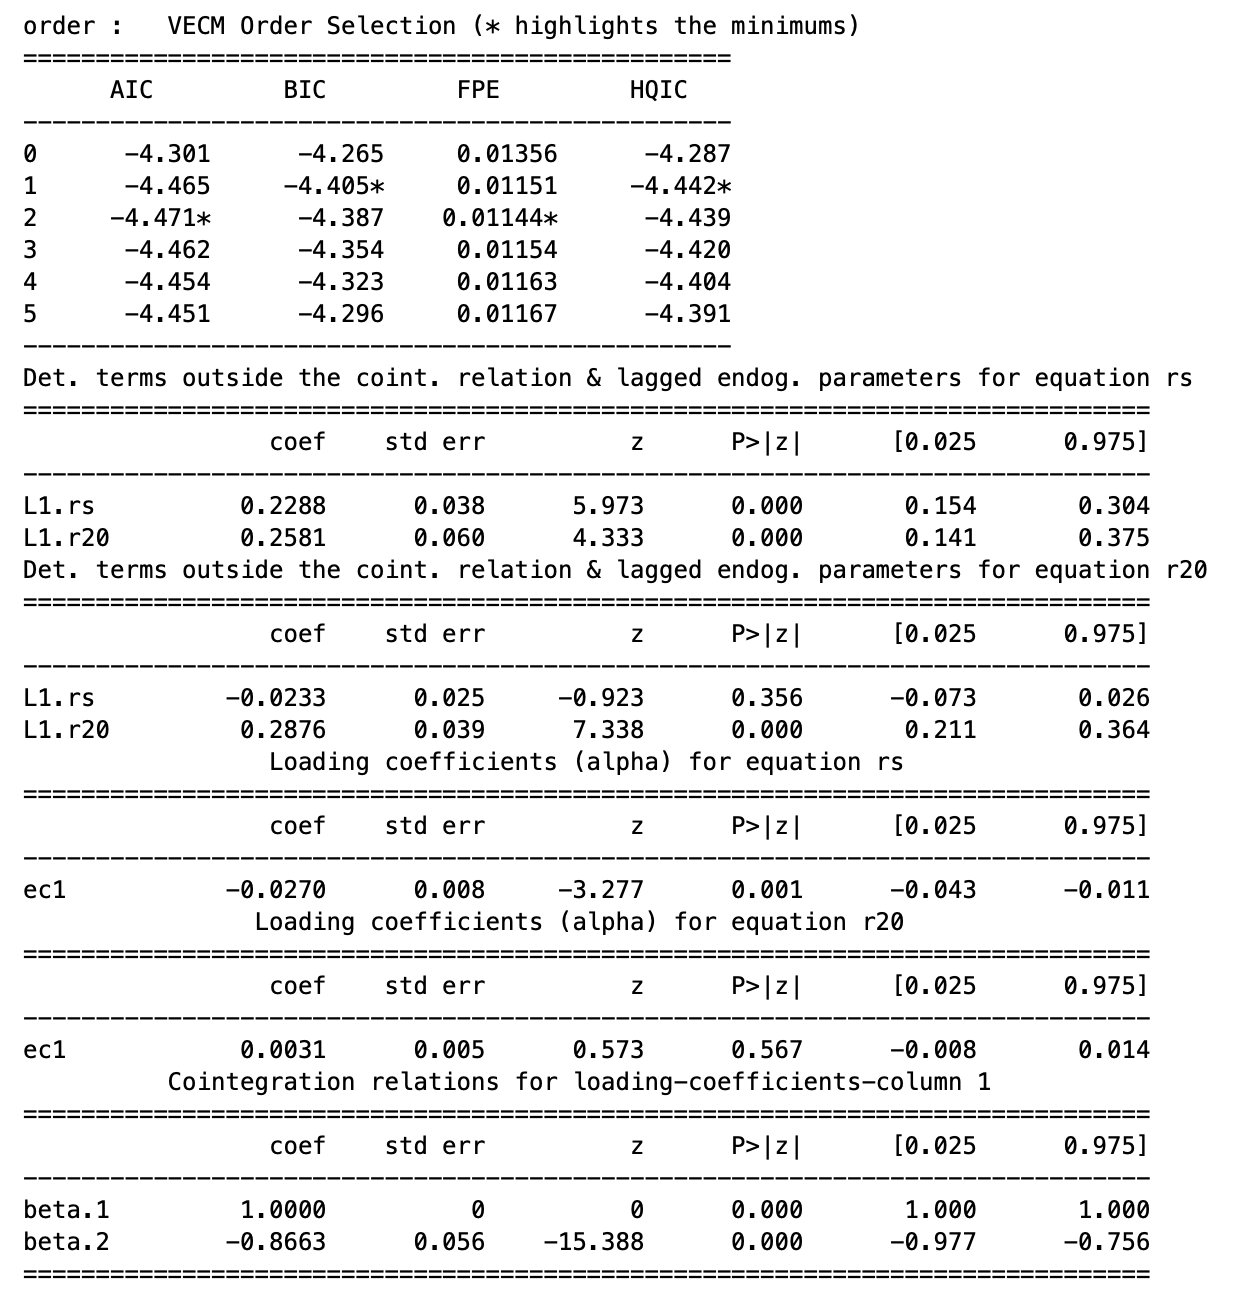 order :   VECM Order Selection (* highlights the minimums)
=================================================
      AIC         BIC         FPE         HQIC
-------------------------------------------------
0      -4.301      -4.265     0.01356      -4.287
1      -4.465     -4.405*     0.01151     -4.442*
2     -4.471*      -4.387    0.01144*      -4.439
3      -4.462      -4.354     0.01154      -4.420
4      -4.454      -4.323     0.01163      -4.404
5      -4.451      -4.296     0.01167      -4.391
-------------------------------------------------
Det. terms outside the coint. relation & lagged endog. parameters for equation rs
==============================================================================
                 coef    std err          z      P>|z|      [0.025      0.975]
------------------------------------------------------------------------------
L1.rs          0.2288      0.038      5.973      0.000       0.154       0.304
L1.r20         0.2581      0.060      4.333      0.000       0.141       0.375
Det. terms outside the coint. relation & lagged endog. parameters for equation r20
==============================================================================
                 coef    std err          z      P>|z|      [0.025      0.975]
------------------------------------------------------------------------------
L1.rs         -0.0233      0.025     -0.923      0.356      -0.073       0.026
L1.r20         0.2876      0.039      7.338      0.000       0.211       0.364
                 Loading coefficients (alpha) for equation rs
==============================================================================
                 coef    std err          z      P>|z|      [0.025      0.975]
------------------------------------------------------------------------------
ec1           -0.0270      0.008     -3.277      0.001      -0.043      -0.011
                Loading coefficients (alpha) for equation r20
==============================================================================
                 coef    std err          z      P>|z|      [0.025      0.975]
------------------------------------------------------------------------------
ec1            0.0031      0.005      0.573      0.567      -0.008       0.014
          Cointegration relations for loading-coefficients-column 1
==============================================================================
                 coef    std err          z      P>|z|      [0.025      0.975]
------------------------------------------------------------------------------
beta.1         1.0000          0          0      0.000       1.000       1.000
beta.2        -0.8663      0.056    -15.388      0.000      -0.977      -0.756
==============================================================================